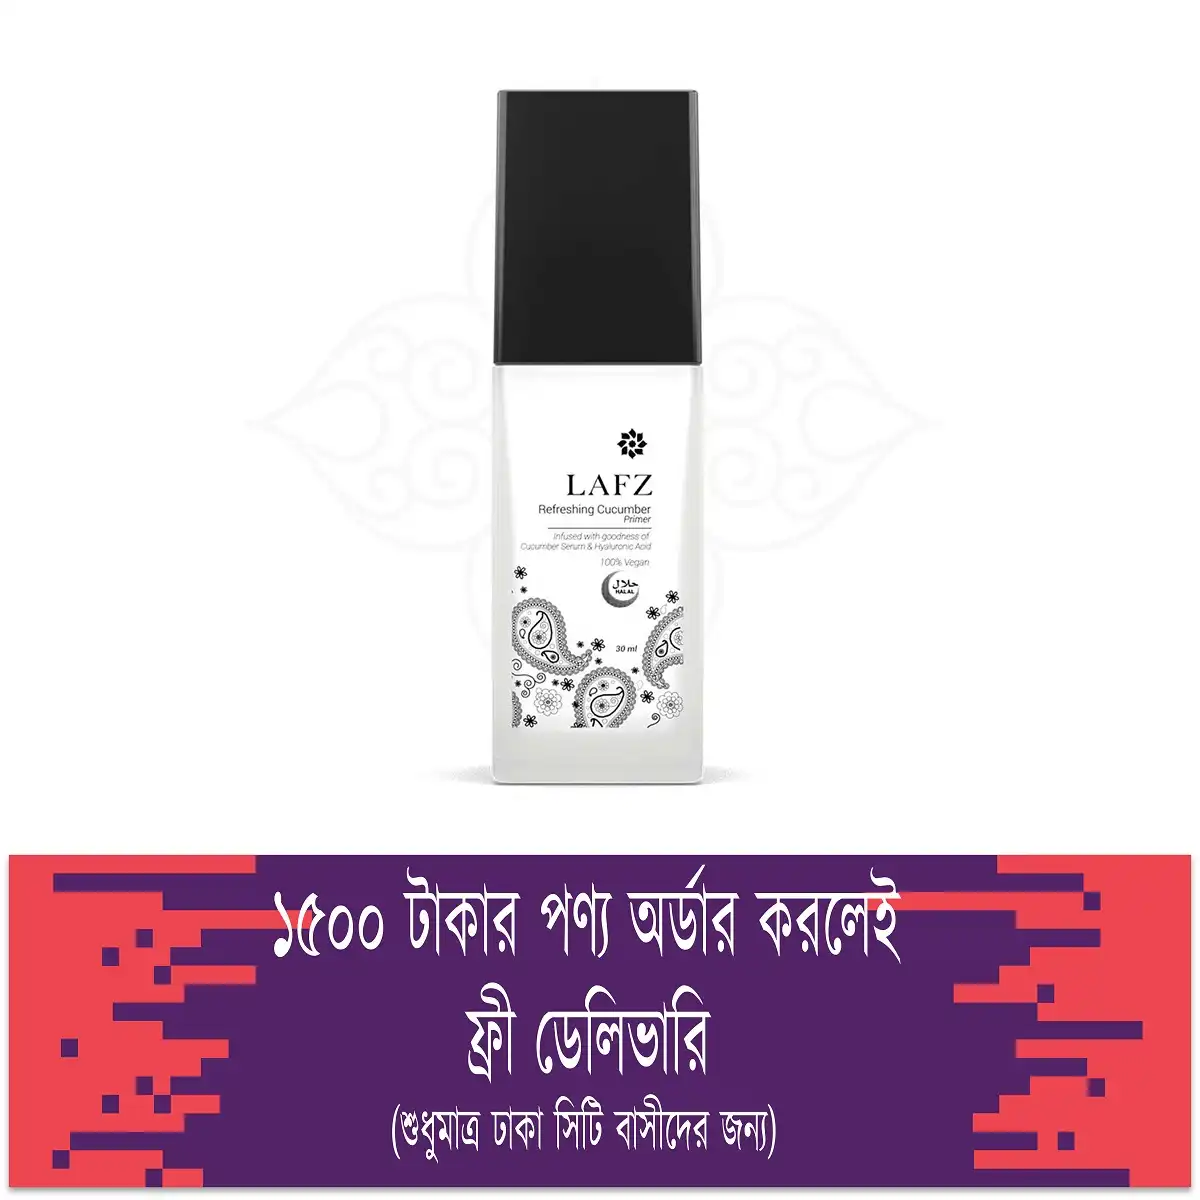 LAFZ
Refreshing Cucumber
Primer
Infused with goodness of
Cucumber Serum & Hyaluronic Acid
100% Vegan
حلال
HALAL
30 ml
১৫০০ টাকার পণ্য অর্ডার করলেই
ফ্রী ডেলিভারি
(শুধুমাত্র ঢাকা সিটি বাসীদের জন্য)